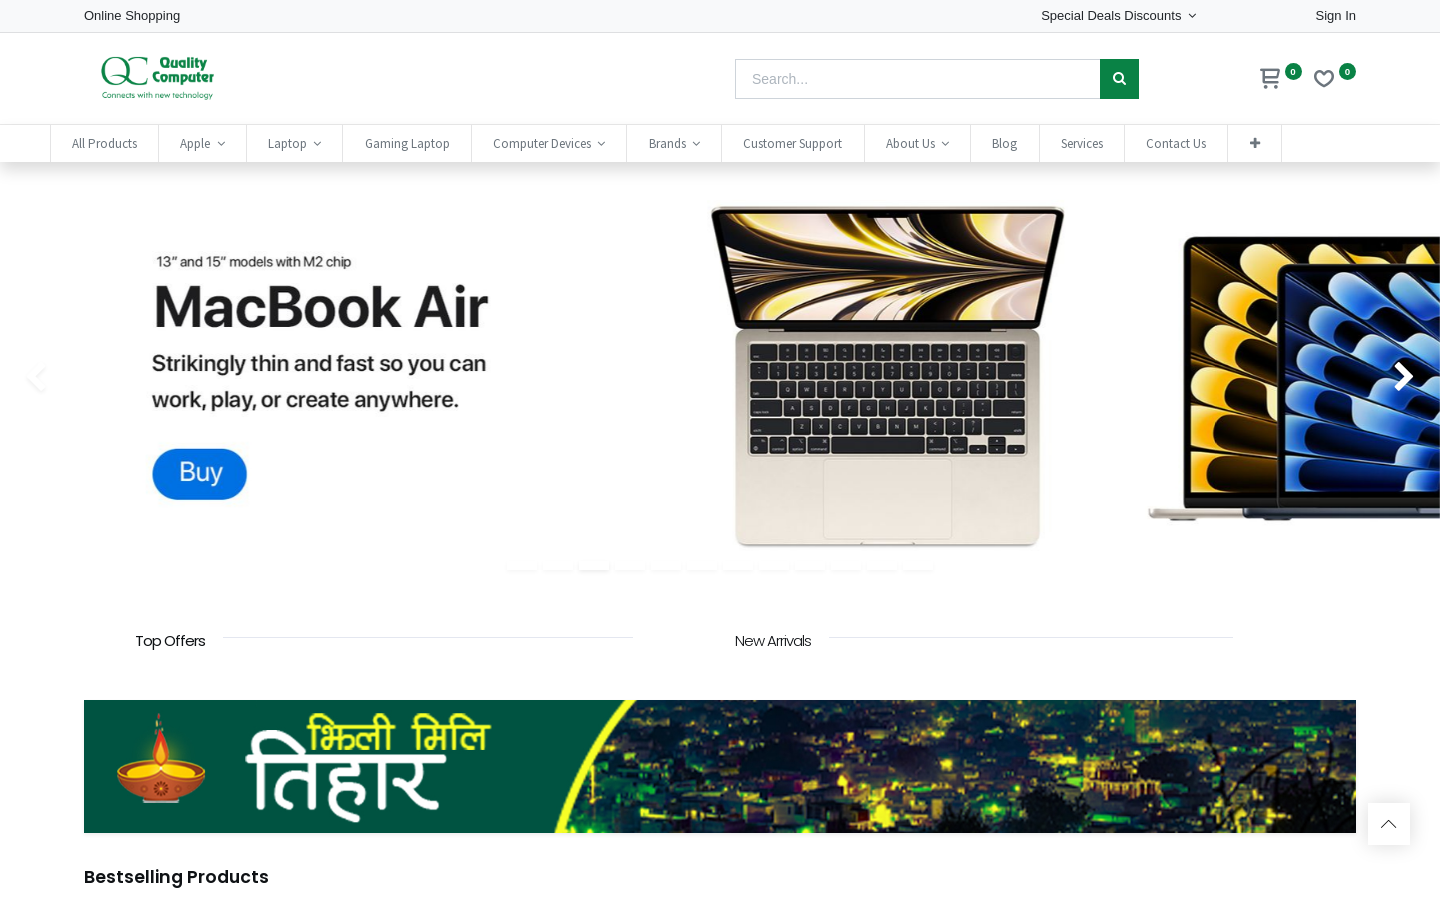 Online Shopping
Special Deals Discounts
Sign In
QC Quality
Computer
Connects with new technology
Search...
0
0
All Products
Apple
Laptop
Gaming Laptop
Computer Devices
Brands
Customer Support
About Us
Blog
Services
Contact Us
13” and 15” models with M2 chip
MacBook Air
Strikingly thin and fast so you can
work, play, or create anywhere.
Buy
Top Offers
New Arrivals
झिली मिलि
तिहार
Bestselling Products